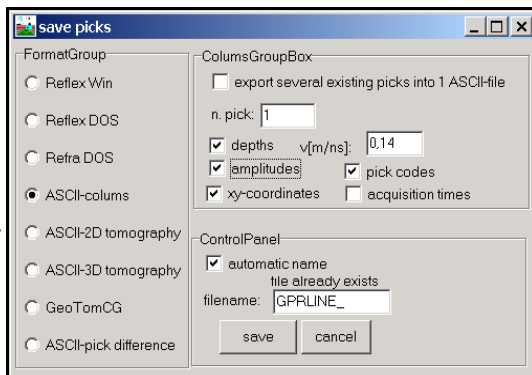 save picks
FormatGroup
Reflex Win
Reflex DOS
Refra DOS
ASCII-colums
ASCII-2D tomography
ASCII-3D tomography
GeoTomCG
ASCII-pick difference
ColumsGroupBox
export several existing picks into 1 ASCII-file
n. pick: 1
depths v[m/ns]: 0,14
amplitudes pick codes
xy-coordinates acquisition times
ControlPanel
automatic name
file already exists
filename: GPRLINE_
save cancel